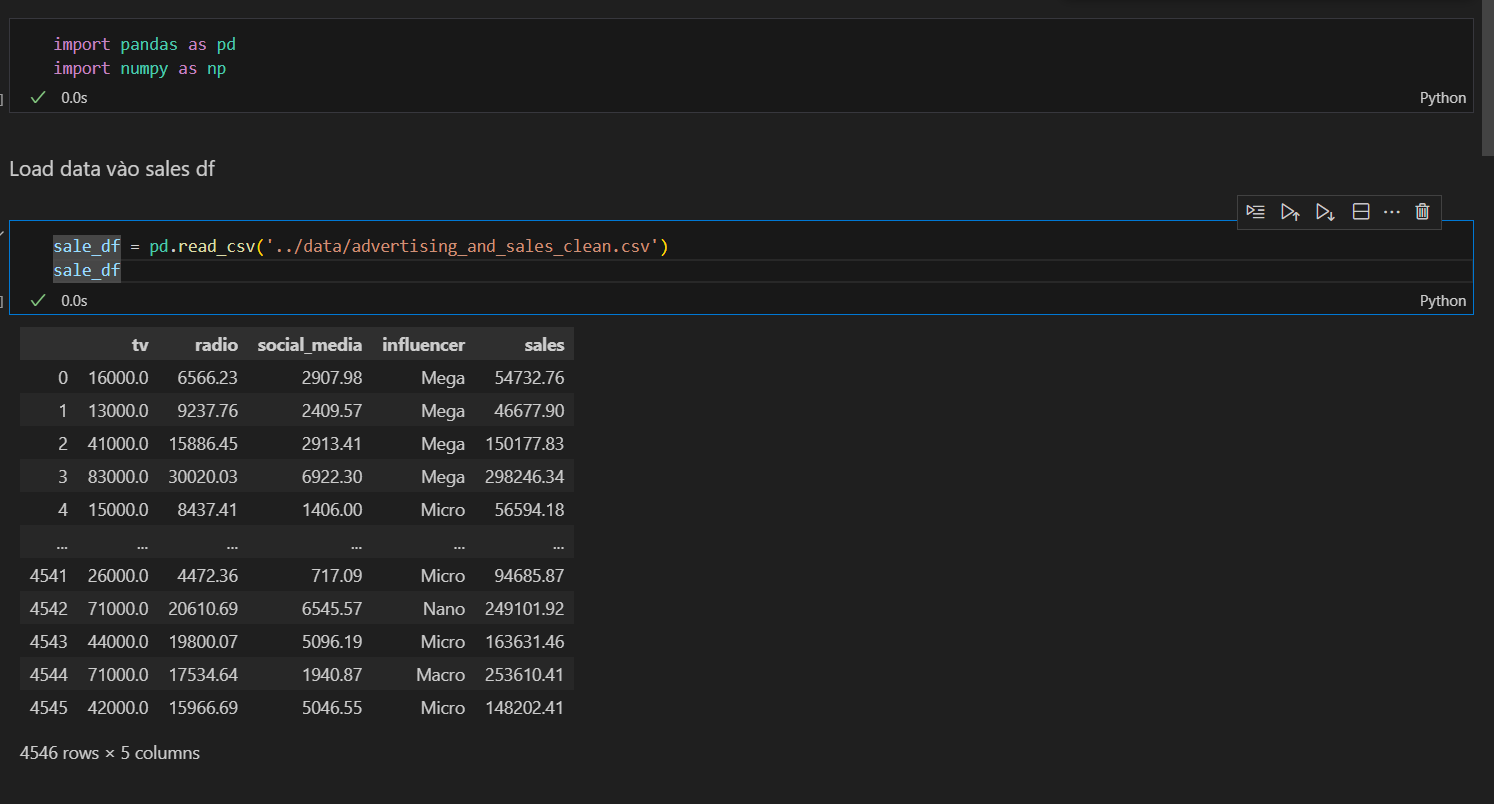 import pandas as pd
import numpy as np
0.0s
Python
Load data vào sales df
sale_df = pd.read_csv('../data/advertising_and_sales_clean.csv')
sale_df
0.0s
Python
tv radio social_media influencer sales
0 16000.0 6566.23 2907.98 Mega 54732.76
1 13000.0 9237.76 2409.57 Mega 46677.90
2 41000.0 15886.45 2913.41 Mega 150177.83
3 83000.0 30020.03 6922.30 Mega 298246.34
4 15000.0 8437.41 1406.00 Micro 56594.18
... ... ... ... ... ...
4541 26000.0 4472.36 717.09 Micro 94685.87
4542 71000.0 20610.69 6545.57 Nano 249101.92
4543 44000.0 19800.07 5096.19 Micro 163631.46
4544 71000.0 17534.64 1940.87 Macro 253610.41
4545 42000.0 15966.69 5046.55 Micro 148202.41
4546 rows × 5 columns